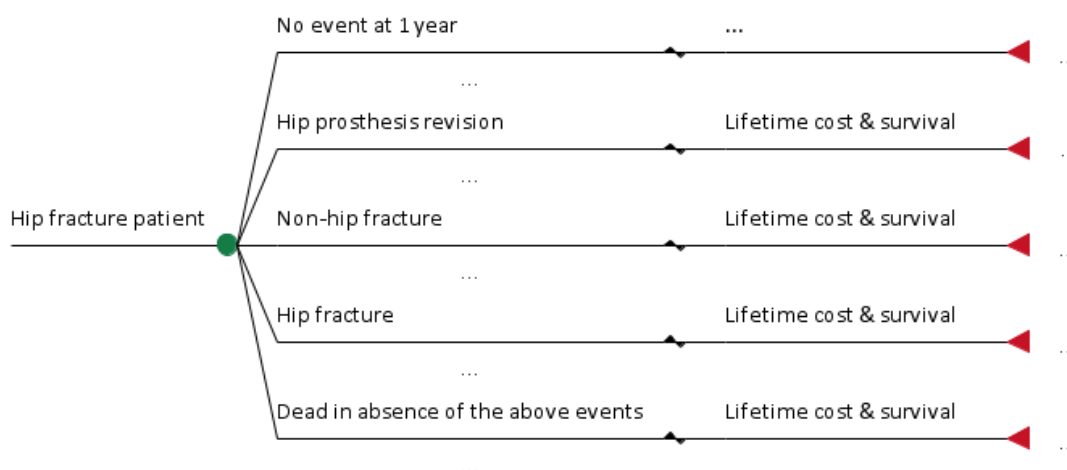 No event at 1 year ...
...
...
Hip prosthesis revision Lifetime cost & survival
...
...
Hip fracture patient Non-hip fracture Lifetime cost & survival
...
...
Hip fracture Lifetime cost & survival
...
...
Dead in absence of the above events Lifetime cost & survival
...